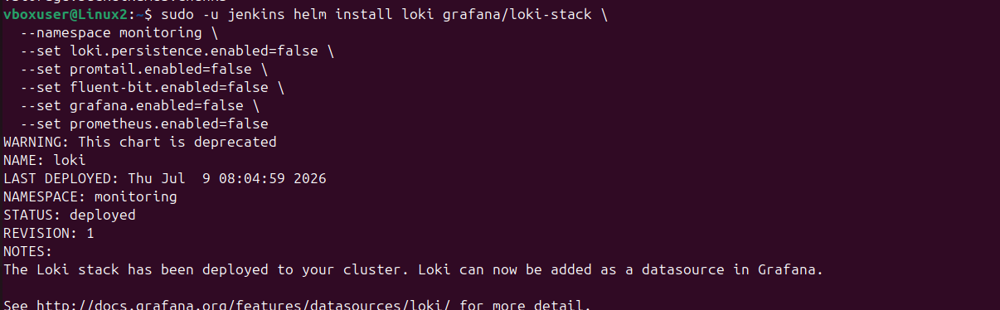 vboxuser@Linux2:~$ sudo -u jenkins helm install loki grafana/loki-stack \
  --namespace monitoring \
  --set loki.persistence.enabled=false \
  --set promtail.enabled=false \
  --set fluent-bit.enabled=false \
  --set grafana.enabled=false \
  --set prometheus.enabled=false
WARNING: This chart is deprecated
NAME: loki
LAST DEPLOYED: Thu Jul  9 08:04:59 2026
NAMESPACE: monitoring
STATUS: deployed
REVISION: 1
NOTES:
The Loki stack has been deployed to your cluster. Loki can now be added as a datasource in Grafana.
See http://docs.grafana.org/features/datasources/loki/ for more detail.